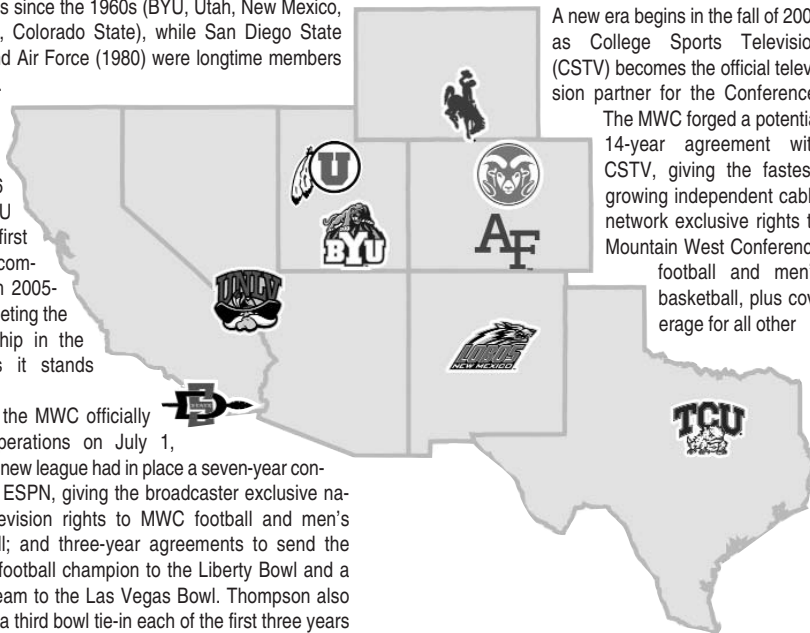 s since the 1960s (BYU, Utah, New Mexico,
, Colorado State), while San Diego State
nd Air Force (1980) were longtime members
.
6
U
first
com-
n 2005-
eting the
hip in the
s it stands
the MWC officially
perations on July 1,
new league had in place a seven-year con-
ESPN, giving the broadcaster exclusive na-
evision rights to MWC football and men's
ll; and three-year agreements to send the
football champion to the Liberty Bowl and a
eam to the Las Vegas Bowl. Thompson also
a third bowl tie-in each of the first three years
A new era begins in the fall of 200
as College Sports Television
(CSTV) becomes the official televi-
sion partner for the Conference
The MWC forged a potentia
14-year agreement wit
CSTV, giving the fastes
growing independent cabl
network exclusive rights t
Mountain West Conferenc
football and men'
basketball, plus cov
erage for all other
U
BYU
AF
UNLV
LOBOS
NEW MEXICO
STATE
TCU